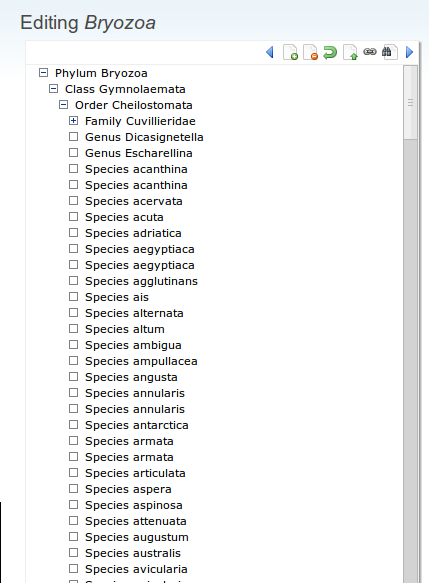 Editing Bryozoa
Phylum Bryozoa
Class Gymnolaemata
Order Cheilostomata
Family Cuvillieridae
Genus Dicasignetella
Genus Escharellina
Species acanthina
Species acanthina
Species acervata
Species acuta
Species adriatica
Species aegyptiaca
Species aegyptiaca
Species agglutinans
Species ais
Species alternata
Species altum
Species ambigua
Species ampullacea
Species angusta
Species annularis
Species annularis
Species antarctica
Species armata
Species armata
Species articulata
Species aspera
Species aspinosa
Species attenuata
Species augustum
Species australis
Species avicularia